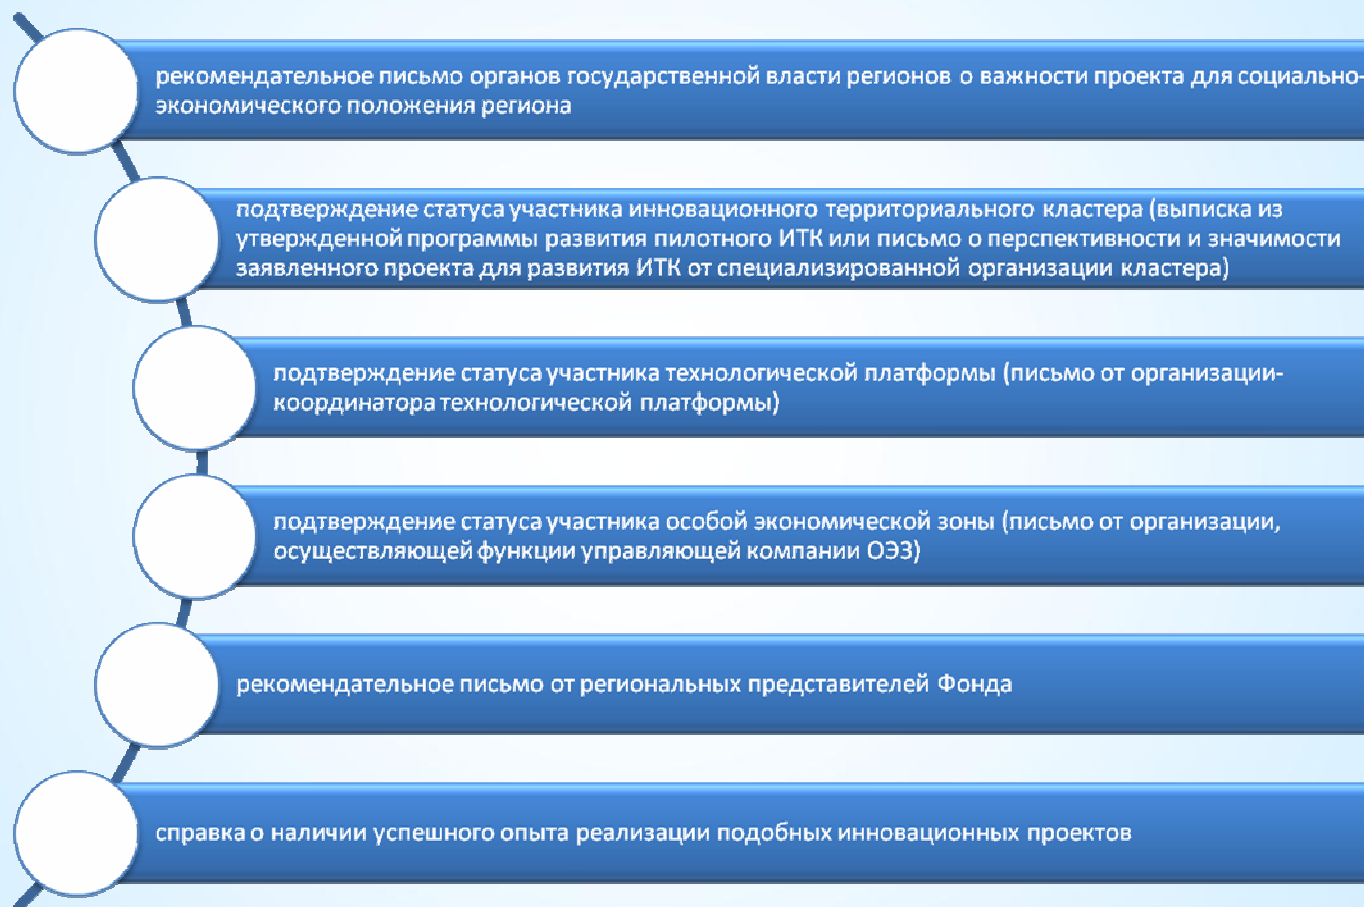 рекомендательное письмо органов государственной власти регионов о важности проекта для социально-
экономического положения региона
подтверждение статуса участника инновационного территориального кластера (выписка из
утвержденной программы развития пилотного ИТК или письмо о перспективности и значимости
заявленного проекта для развития ИТК от специализированной организации кластера)
подтверждение статуса участника технологической платформы (письмо от организации-
координатора технологической платформы)
подтверждение статуса участника особой экономической зоны (письмо от организации,
осуществляющей функции управляющей компании ОЭЗ)
рекомендательное письмо от региональных представителей Фонда
справка о наличии успешного опыта реализации подобных инновационных проектов